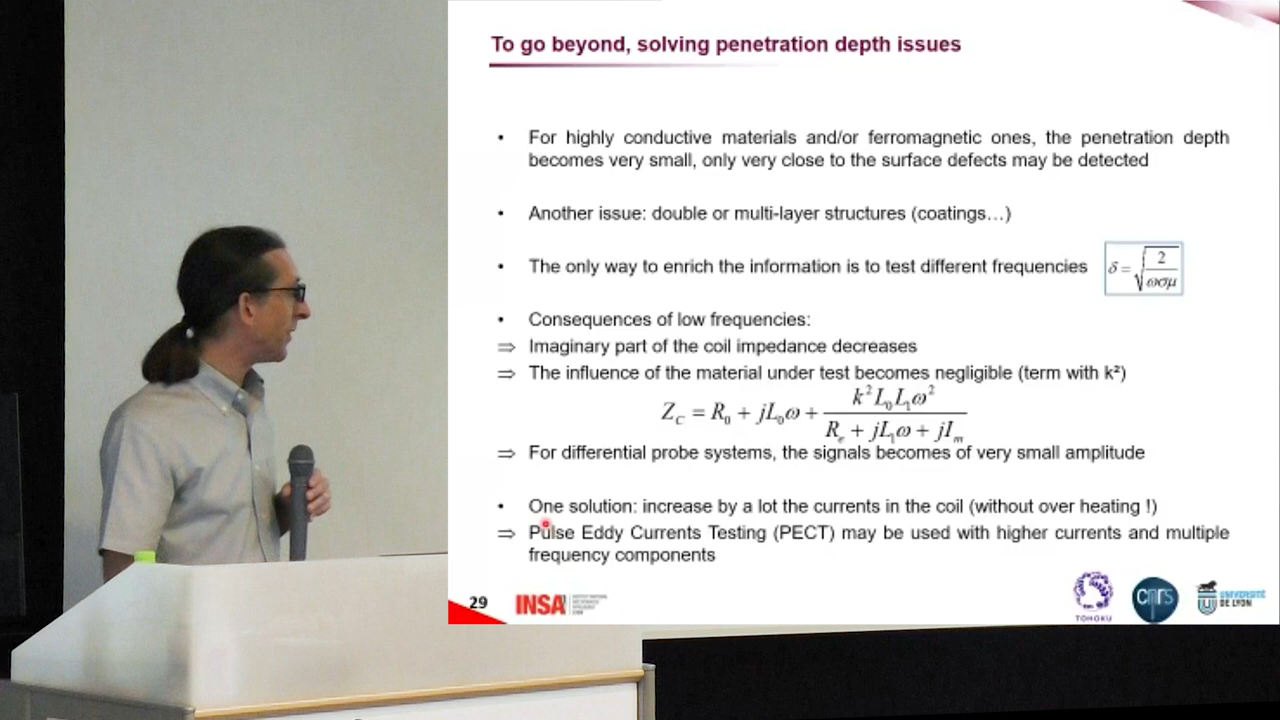 To go beyond, solving penetration depth issues
• For highly conductive materials and/or ferromagnetic ones, the penetration depth
becomes very small, only very close to the surface defects may be detected
• Another issue: double or multi-layer structures (coatings…)
• The only way to enrich the information is to test different frequencies δ = √(2/ωσμ)
• Consequences of low frequencies:
⇒ Imaginary part of the coil impedance decreases
⇒ The influence of the material under test becomes negligible (term with k²)
Z_C = R_0 + jL_0ω + k²L_0L_1ω² / (R_e + jL_1ω + jI_m)
⇒ For differential probe systems, the signals becomes of very small amplitude
• One solution: increase by a lot the currents in the coil (without over heating !)
⇒ Pulse Eddy Currents Testing (PECT) may be used with higher currents and multiple
frequency components
29
INSA
TOHOKU
cnrs
UNIVERSITÉ
DE LYON